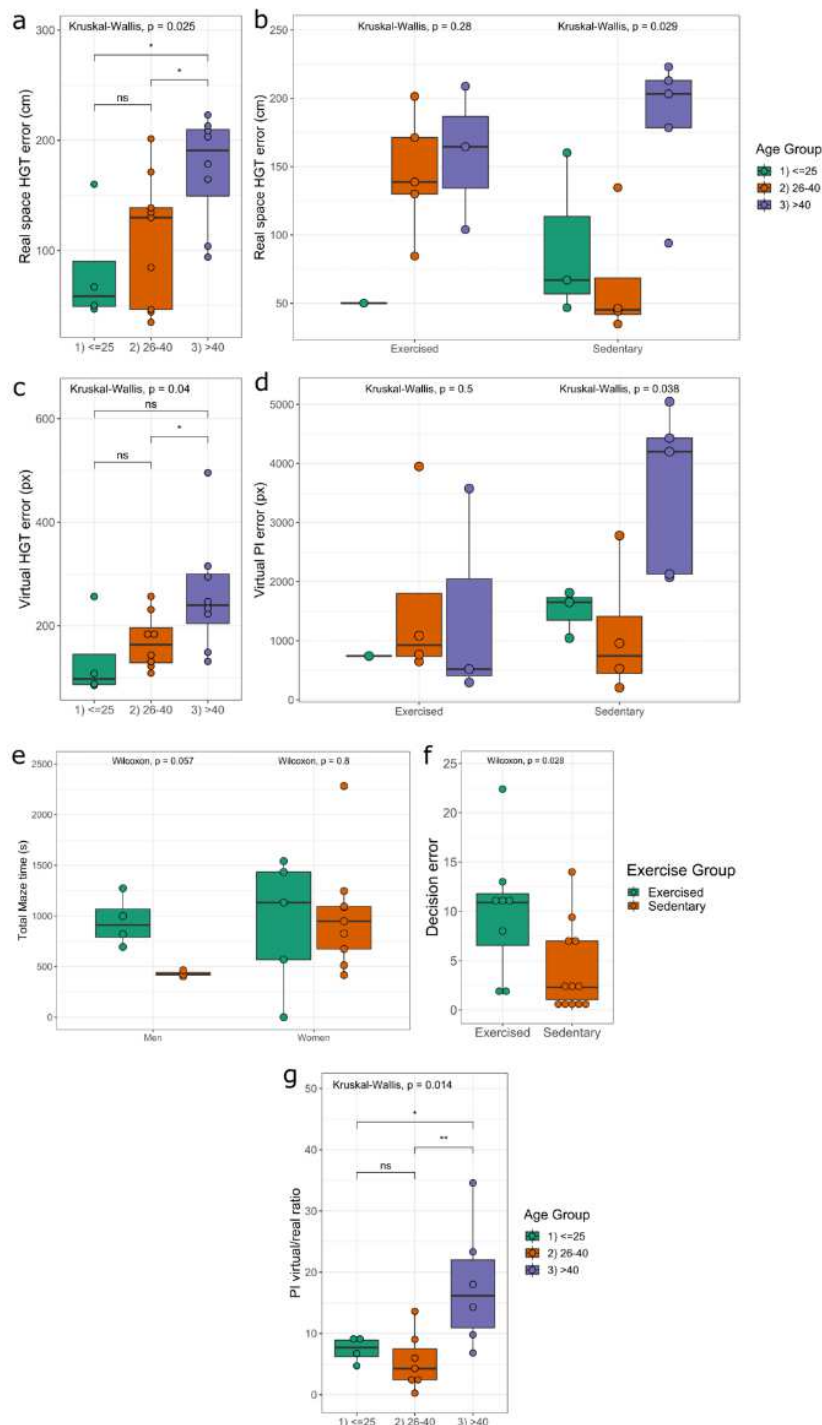 a
Kruskal-Wallis, p = 0.025
*
*
ns
Real space HGT error (cm)
300
200
100
1) <=25
2) 26-40
3) >40
b
Kruskal-Wallis, p = 0.28
Kruskal-Wallis, p = 0.029
Real space HGT error (cm)
250
200
150
100
50
Exercised
Sedentary
Age Group
1) <=25
2) 26-40
3) >40
c
Kruskal-Wallis, p = 0.04
ns
*
ns
Virtual HGT error (px)
600
400
200
1) <=25
2) 26-40
3) >40
d
Kruskal-Wallis, p = 0.5
Kruskal-Wallis, p = 0.038
Virtual PI error (px)
5000
4000
3000
2000
1000
0
Exercised
Sedentary
e
Wilcoxon, p = 0.057
Wilcoxon, p = 0.8
Total Maze time (s)
2500
2000
1500
1000
500
0
Men
Women
f
Wilcoxon, p = 0.028
Decision error
25
20
15
10
5
0
Exercised
Sedentary
Exercise Group
Exercised
Sedentary
g
Kruskal-Wallis, p = 0.014
*
**
ns
PI virtual/real ratio
50
40
30
20
10
0
1) <=25
2) 26-40
3) >40
Age Group
1) <=25
2) 26-40
3) >40